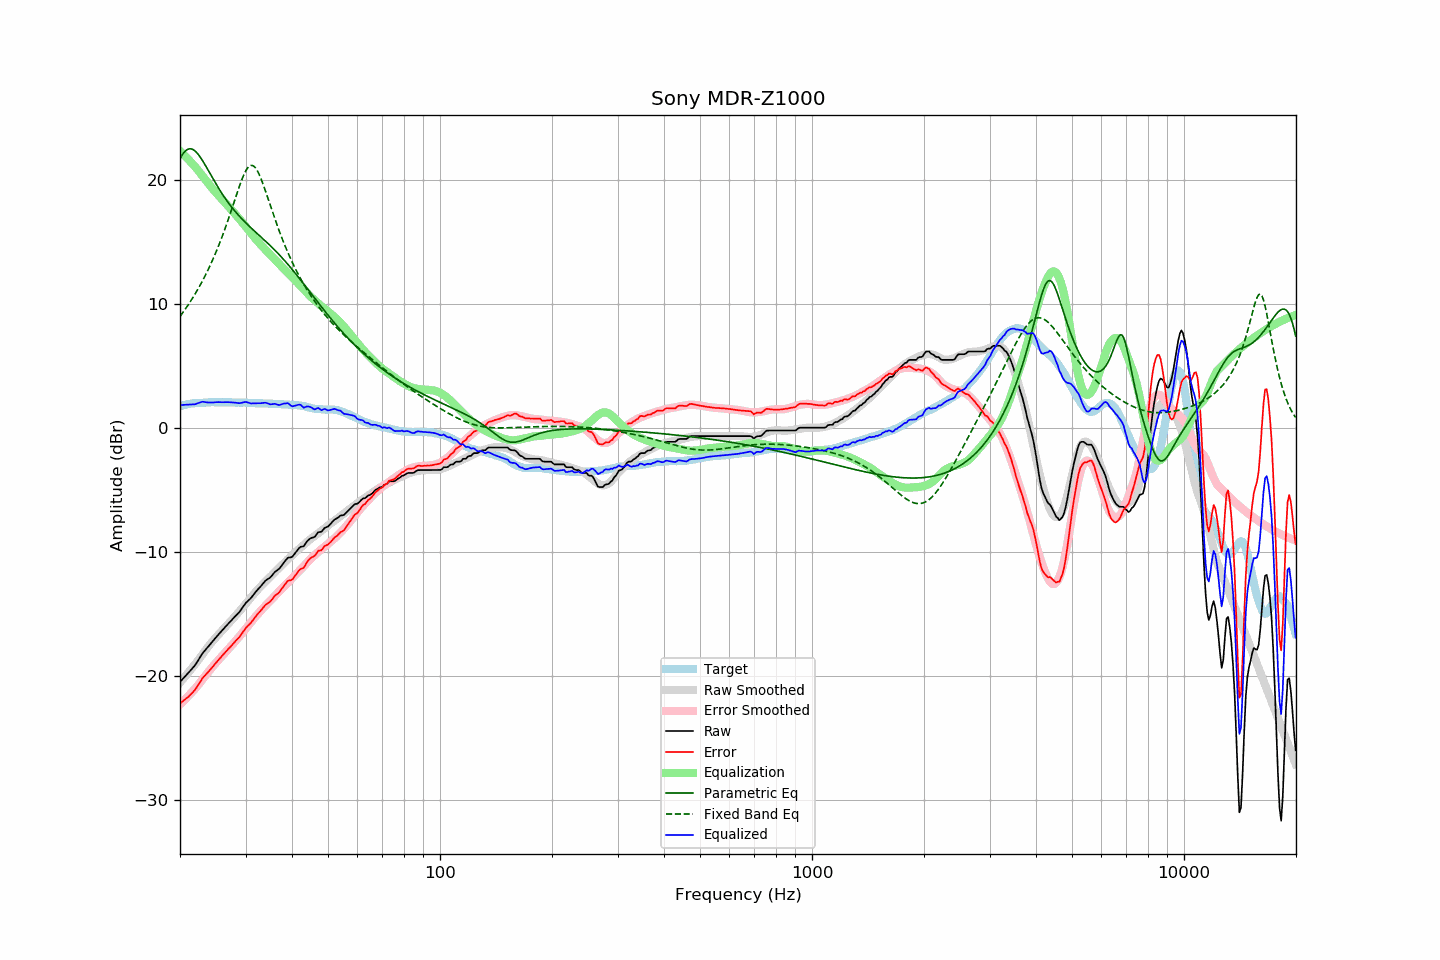 Sony MDR-Z1000
Amplitude (dBr)
20
10
0
−10
−20
−30
Target
Raw Smoothed
Error Smoothed
Raw
Error
Equalization
Parametric Eq
Fixed Band Eq
Equalized
100
1000
10000
Frequency (Hz)